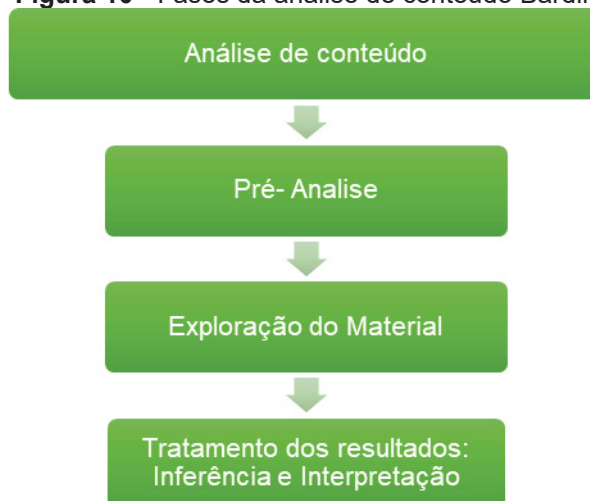 Análise de conteúdo
Pré- Analise
Exploração do Material
Tratamento dos resultados:
Inferência e Interpretação